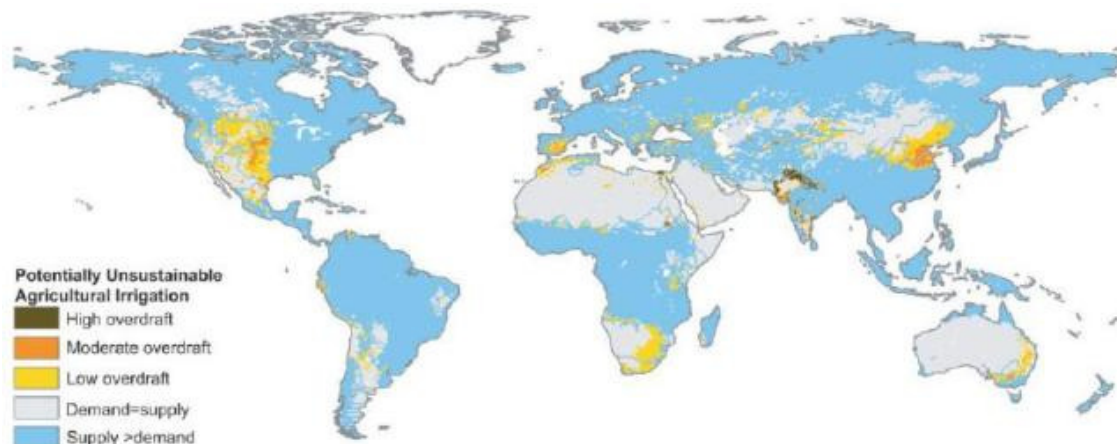 Potentially Unsustainable
Agricultural Irrigation
High overdraft
Moderate overdraft
Low overdraft
Demand=supply
Supply >demand